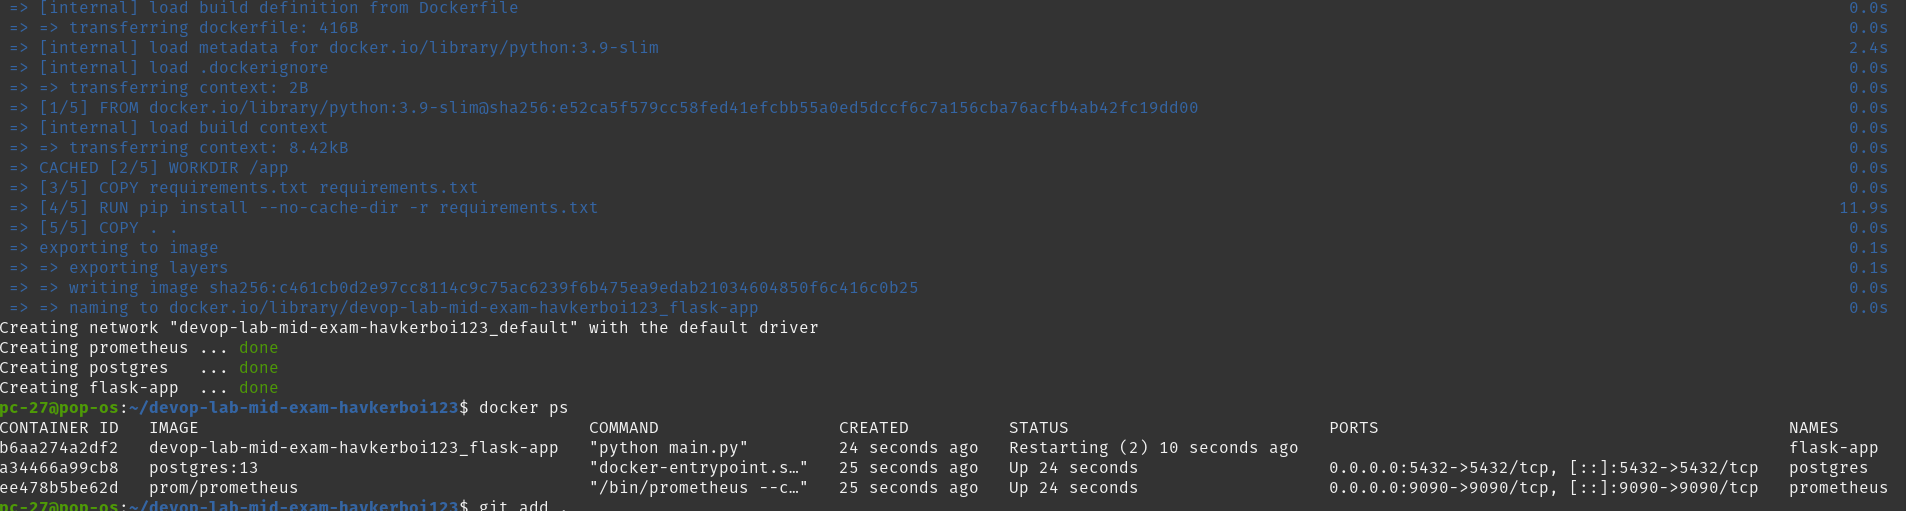 => [internal] load build definition from Dockerfile 0.0s
=> => transferring dockerfile: 416B 0.0s
=> [internal] load metadata for docker.io/library/python:3.9-slim 2.4s
=> [internal] load .dockerignore 0.0s
=> => transferring context: 2B 0.0s
=> [1/5] FROM docker.io/library/python:3.9-slim@sha256:e52ca5f579cc58fed41efcbb55a0ed5dccf6c7a156cba76acfb4ab42fc19dd00 0.0s
=> [internal] load build context 0.0s
=> => transferring context: 8.42kB 0.0s
=> CACHED [2/5] WORKDIR /app 0.0s
=> [3/5] COPY requirements.txt requirements.txt 0.0s
=> [4/5] RUN pip install --no-cache-dir -r requirements.txt 11.9s
=> [5/5] COPY . . 0.0s
=> exporting to image 0.1s
=> => exporting layers 0.1s
=> => writing image sha256:c461cb0d2e97cc8114c9c75ac6239f6b475ea9edab21034604850f6c416c0b25 0.0s
=> => naming to docker.io/library/devop-lab-mid-exam-havkerboi123_flask-app 0.0s
Creating network "devop-lab-mid-exam-havkerboi123_default" with the default driver
Creating prometheus ... done
Creating postgres   ... done
Creating flask-app  ... done
pc-27@pop-os:~/devop-lab-mid-exam-havkerboi123$ docker ps
CONTAINER ID   IMAGE   COMMAND   CREATED   STATUS   PORTS   NAMES
b6aa274a2df2   devop-lab-mid-exam-havkerboi123_flask-app   "python main.py"   24 seconds ago   Restarting (2) 10 seconds ago   flask-app
a34466a99cb8   postgres:13   "docker-entrypoint.s…"   25 seconds ago   Up 24 seconds   0.0.0.0:5432->5432/tcp, [::]:5432->5432/tcp   postgres
ee478b5be62d   prom/prometheus   "/bin/prometheus --c…"   25 seconds ago   Up 24 seconds   0.0.0.0:9090->9090/tcp, [::]:9090->9090/tcp   prometheus
pc-27@pop-os:~/devop-lab-mid-exam-havkerboi123$ git add .